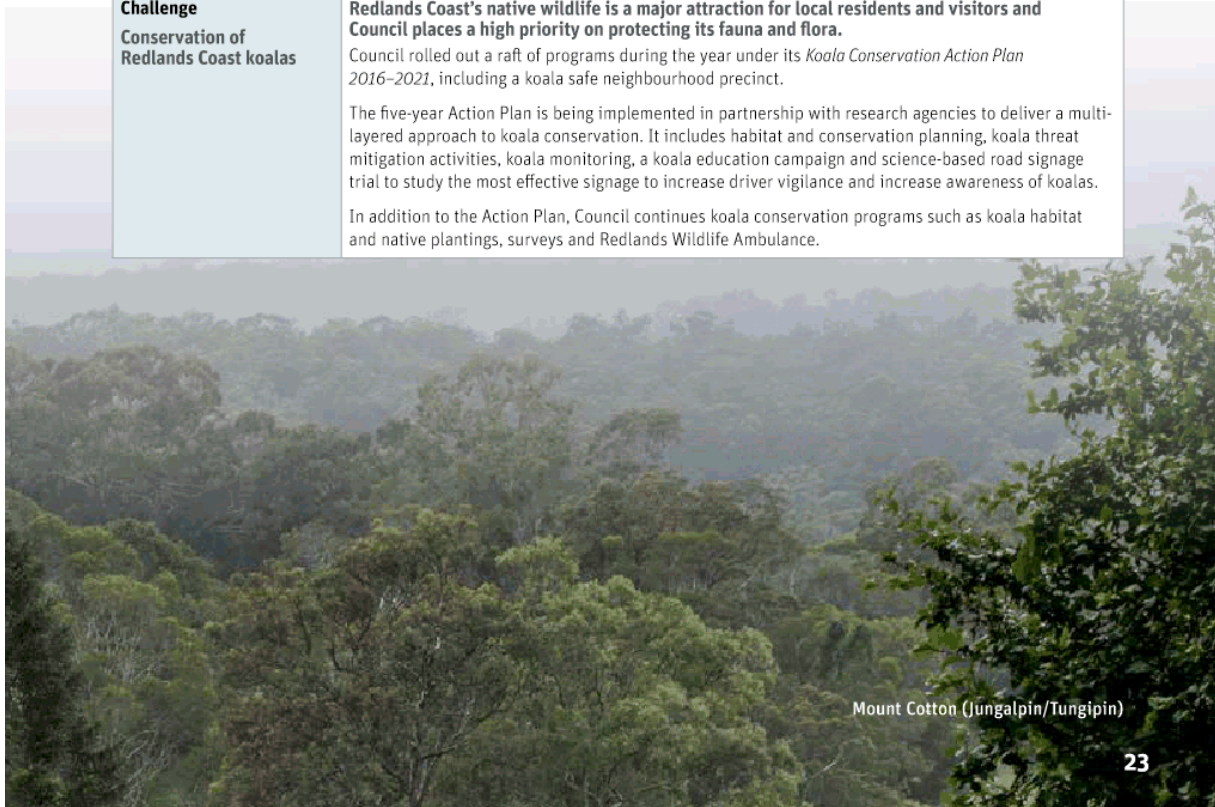 Challenge
Conservation of
Redlands Coast koalas
Redlands Coast's native wildlife is a major attraction for local residents and visitors and
Council places a high priority on protecting its fauna and flora.
Council rolled out a raft of programs during the year under its Koala Conservation Action Plan
2016–2021, including a koala safe neighbourhood precinct.
The five-year Action Plan is being implemented in partnership with research agencies to deliver a multi-
layered approach to koala conservation. It includes habitat and conservation planning, koala threat
mitigation activities, koala monitoring, a koala education campaign and science-based road signage
trial to study the most effective signage to increase driver vigilance and increase awareness of koalas.
In addition to the Action Plan, Council continues koala conservation programs such as koala habitat
and native plantings, surveys and Redlands Wildlife Ambulance.
Mount Cotton (Jungalpin/Tungipin)
23